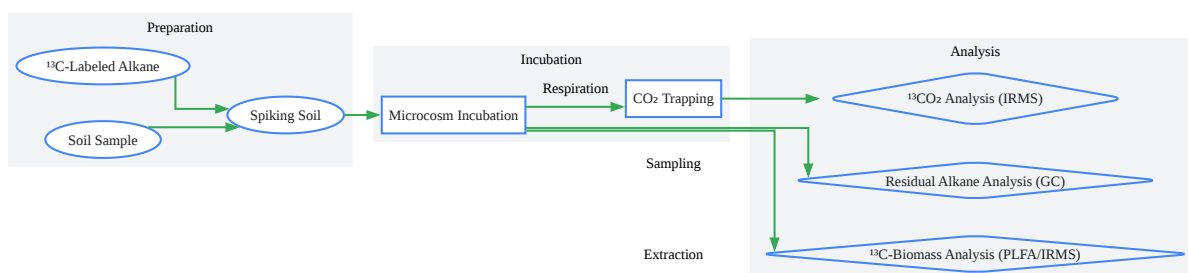 Preparation
¹³C-Labeled Alkane
Soil Sample
Spiking Soil
Incubation
Microcosm Incubation
Respiration
CO₂ Trapping
Sampling
Extraction
Analysis
¹³CO₂ Analysis (IRMS)
Residual Alkane Analysis (GC)
¹³C-Biomass Analysis (PLFA/IRMS)